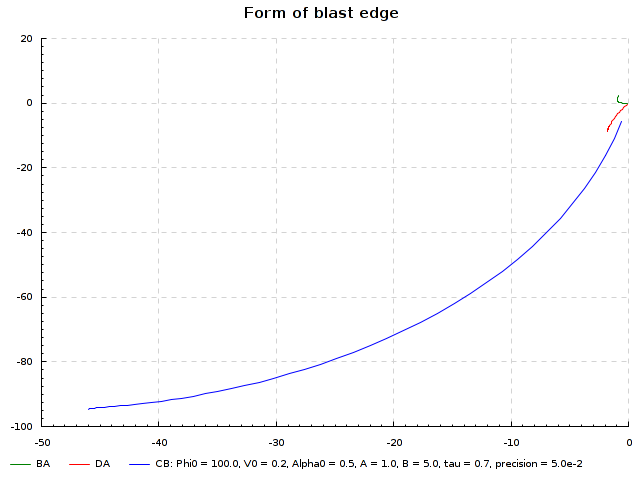 Form of blast edge
20
0
-20
-40
-60
-80
-100
-50 -40 -30 -20 -10 0
BA DA CB: Phi0 = 100.0, V0 = 0.2, Alpha0 = 0.5, A = 1.0, B = 5.0, tau = 0.7, precision = 5.0e-2